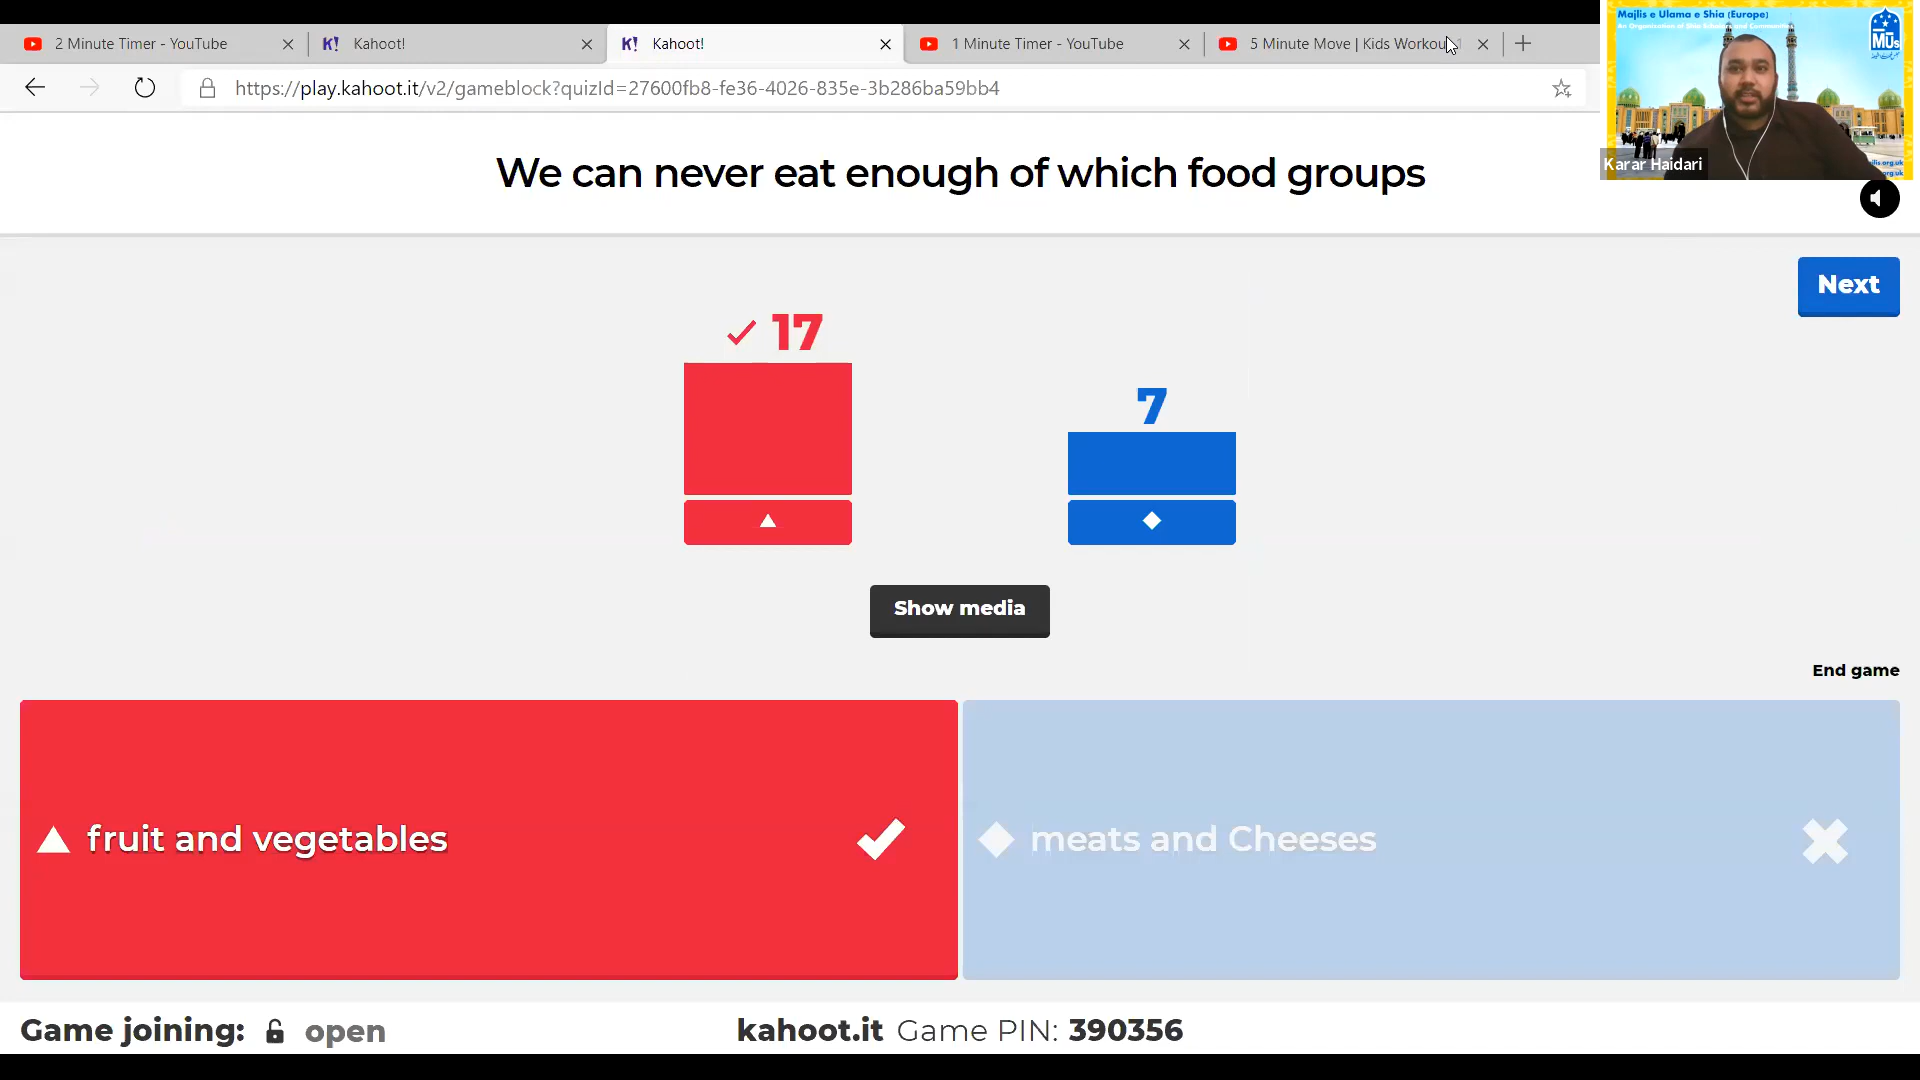 2 Minute Timer - YouTube
Kahoot!
Kahoot!
1 Minute Timer - YouTube
5 Minute Move | Kids Workou
https://play.kahoot.it/v2/gameblock?quizId=27600fb8-fe36-4026-835e-3b286ba59bb4
Majlis e Ulama e Shia (Europe)
MUS
Karar Haidari
We can never eat enough of which food groups
Next
17
7
Show media
End game
fruit and vegetables
meats and Cheeses
Game joining: open
kahoot.it Game PIN: 390356